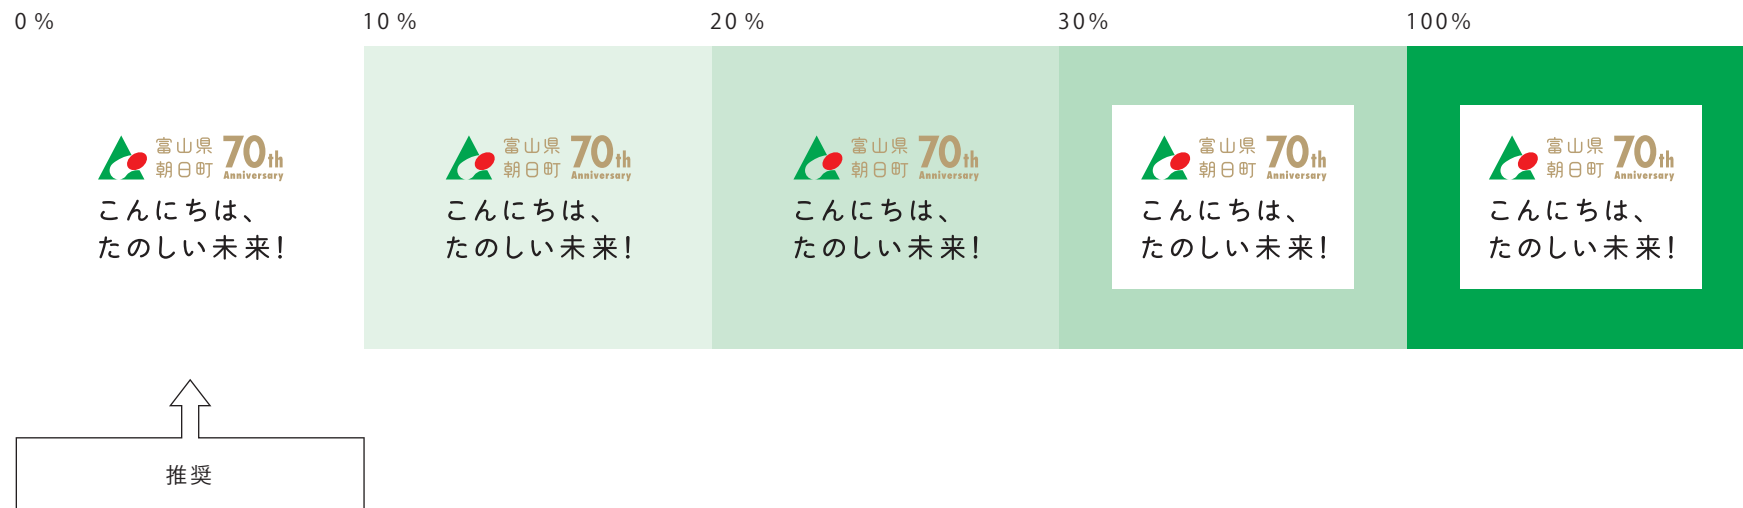 0 %
10 %
20 %
30%
100%
富山県
朝日町
70th
Anniversary
こんにちは、
たのしい未来!
富山県
朝日町
70th
Anniversary
こんにちは、
たのしい未来!
富山県
朝日町
70th
Anniversary
こんにちは、
たのしい未来!
富山県
朝日町
70th
Anniversary
こんにちは、
たのしい未来!
富山県
朝日町
70th
Anniversary
こんにちは、
たのしい未来!
推奨